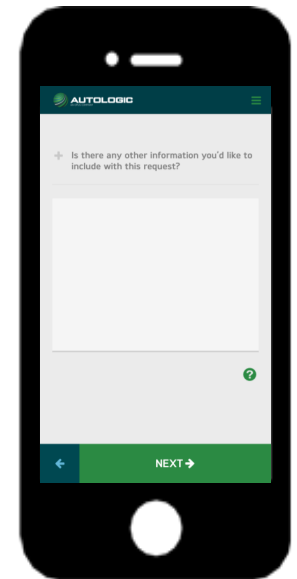 AUTOLOGIC
Is there any other information you'd like to
include with this request?
?
NEXT